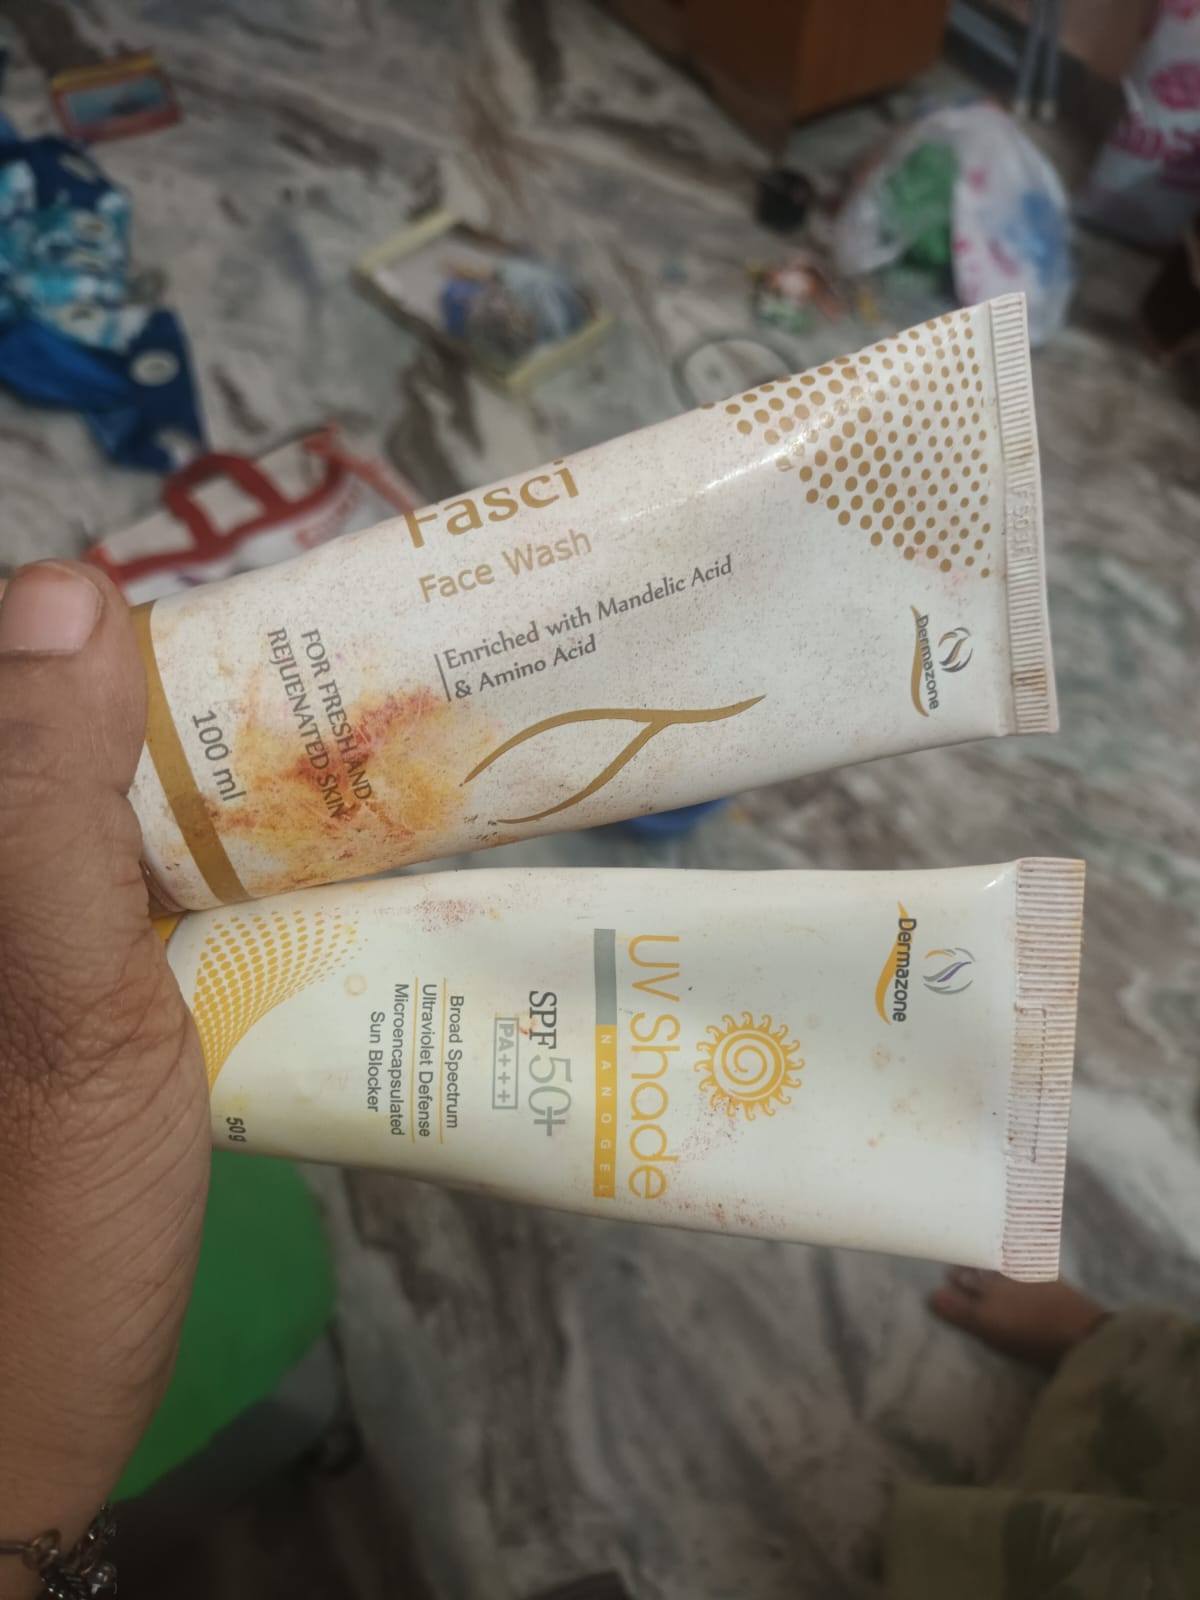 Fasci
Face Wash
Enriched with Mandelic Acid
& Amino Acid
FOR FRESH AND
REJUENATED SKIN
100 ml
Dermazone
Dermazone
UV Shade
NANOGEL
SPF 50+
PA+++
Broad Spectrum
Ultraviolet Defense
Microencapsulated
Sun Blocker
50g